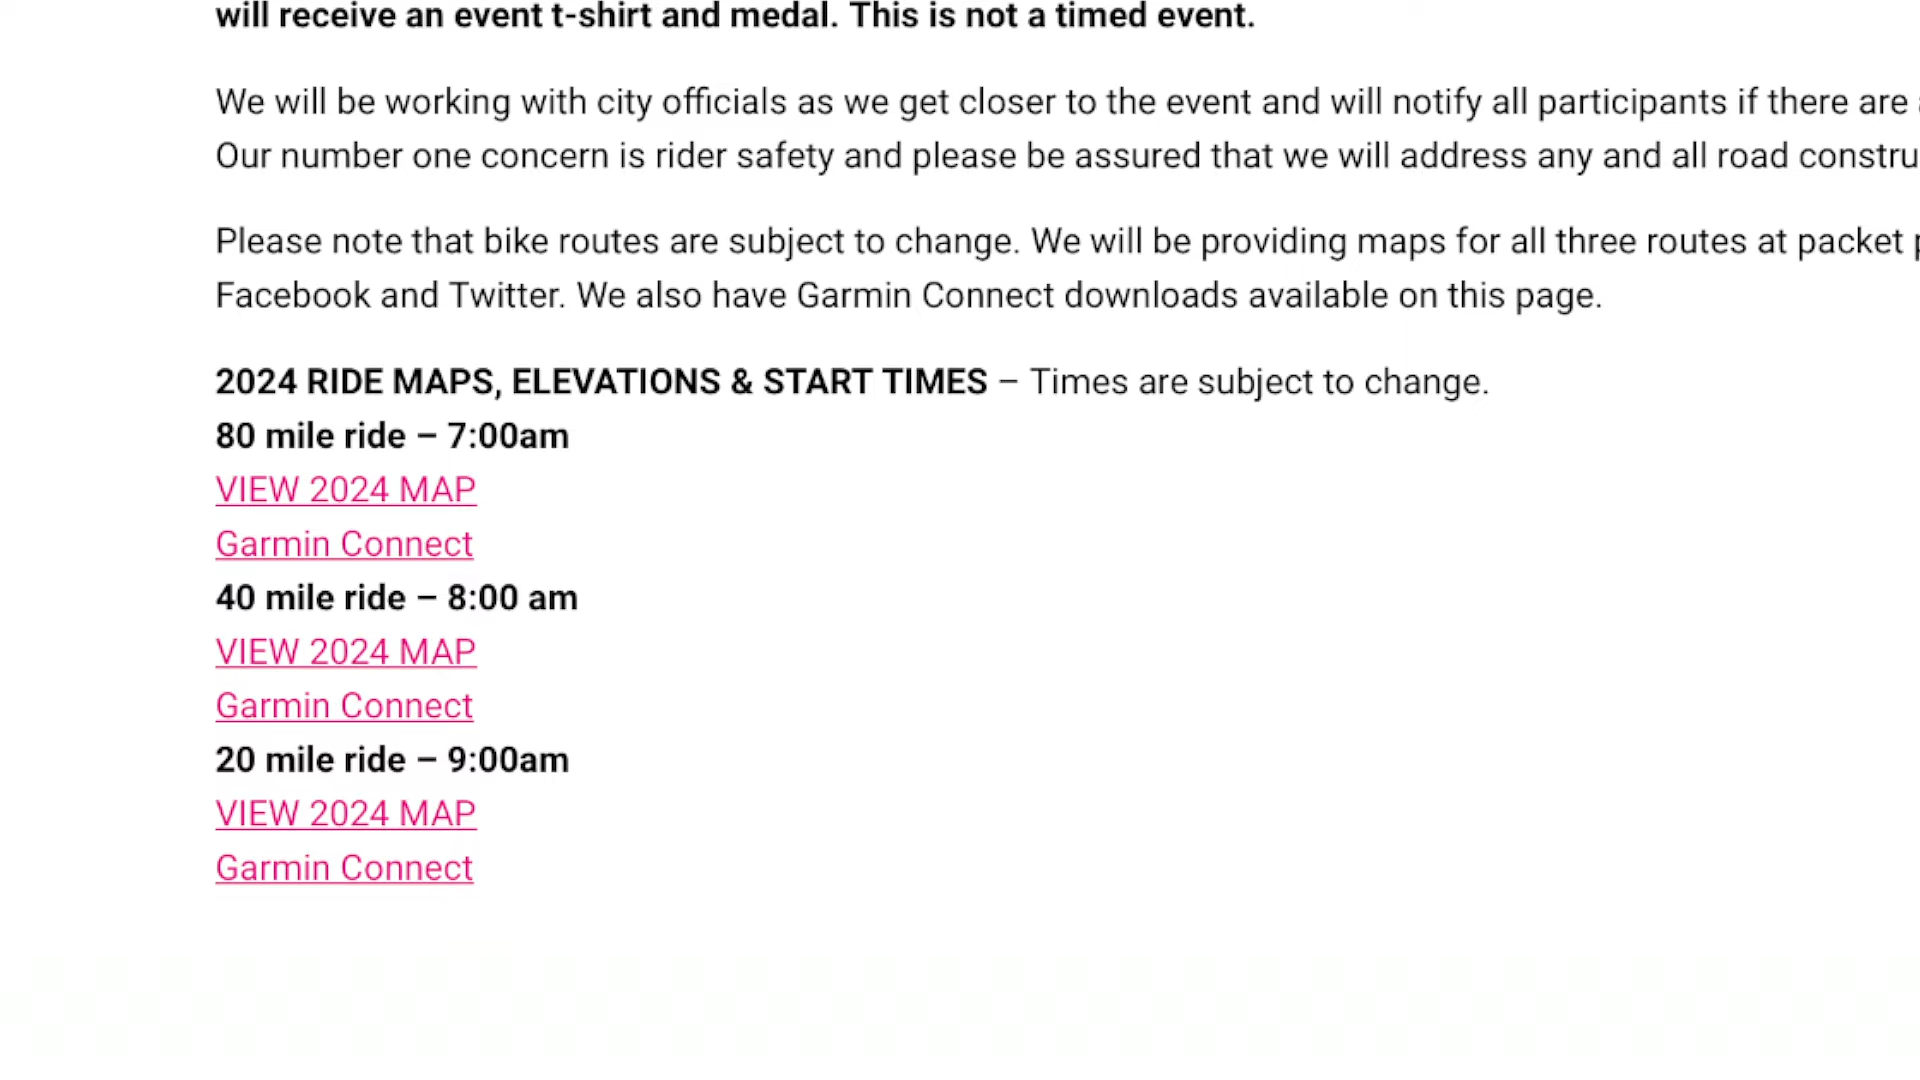 will receive an event t-shirt and medal. This is not a timed event.
We will be working with city officials as we get closer to the event and will notify all participants if there are
Our number one concern is rider safety and please be assured that we will address any and all road constru
Please note that bike routes are subject to change. We will be providing maps for all three routes at packet
Facebook and Twitter. We also have Garmin Connect downloads available on this page.
2024 RIDE MAPS, ELEVATIONS & START TIMES – Times are subject to change.
80 mile ride – 7:00am
VIEW 2024 MAP
Garmin Connect
40 mile ride – 8:00 am
VIEW 2024 MAP
Garmin Connect
20 mile ride – 9:00am
VIEW 2024 MAP
Garmin Connect